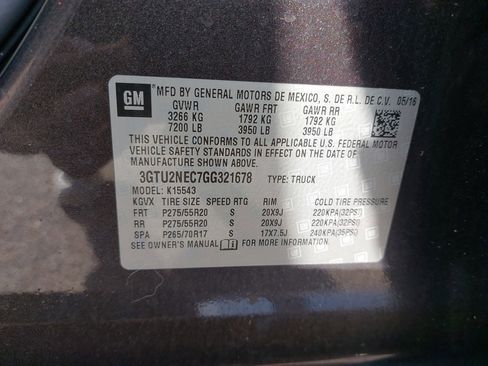 GM
MFD BY GENERAL MOTORS DE MEXICO, S. DE R.L. DE C.V. 05/16
GVWR GAWR FRT GAWR RR
3266 KG 1792 KG 1792 KG
7200 LB 3950 LB 3950 LB
THIS VEHICLE CONFORMS TO ALL APPLICABLE U.S. FEDERAL MOTOR
VEHICLE SAFETY STANDARDS IN EFFECT ON THE DATE OF MANUFACTURE
SHOWN ABOVE.
3GTU2NEC7GG321678 TYPE: TRUCK
MODEL: K15543
KGVX TIRE SIZE SPEED RTG RIM COLD TIRE PRESSURE
FRT P275/55R20 S 20X9J 220KPA(32PSI)
RR P275/55R20 S 20X9J 220KPA(32PSI)
SPA P265/70R17 S 17X7.5J 240KPA(35PSI)
SEE OWNER'S MANUAL FOR MORE INFORMATION.